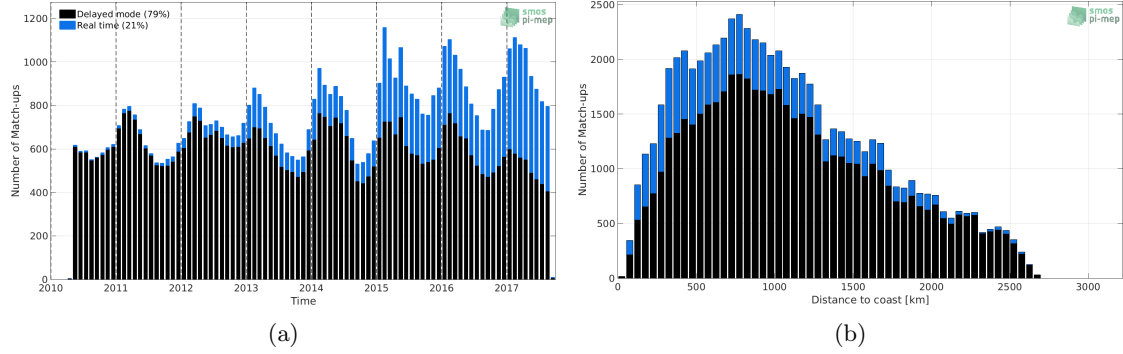 Delayed mode (79%)
Real time (21%)
smos
pi-mep
Number of Match-ups
1200
1000
800
600
400
200
0
2010 2011 2012 2013 2014 2015 2016 2017
Time
(a)
smos
pi-mep
Number of Match-ups
2500
2000
1500
1000
500
0
0 500 1000 1500 2000 2500 3000
Distance to coast [km]
(b)